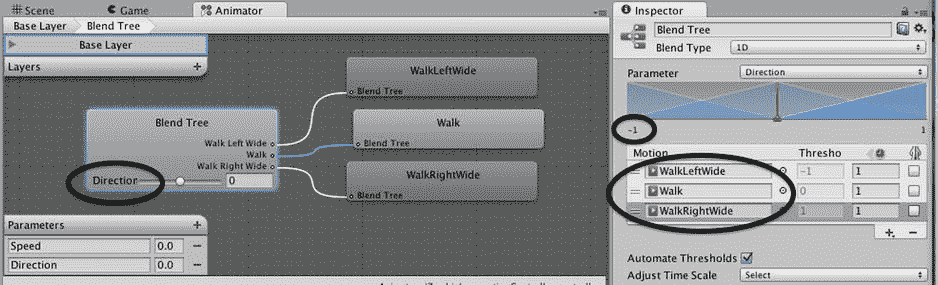 Scene
Game
Animator
Base Layer
Blend Tree
Base Layer
Layers +
WalkLeftWide
Blend Tree
Blend Tree
Walk Left Wide
Walk
Walk Right Wide
Direction 0
Walk
Blend Tree
WalkRightWide
Blend Tree
Parameters +
Speed 0.0 −
Direction 0.0 −
Inspector
Blend Tree
Blend Type 1D
Parameter Direction
-1 1
Motion Thresho
WalkLeftWide -1 1
Walk 0 1
WalkRightWide 1 1
+ −
Automate Thresholds
Adjust Time Scale Select